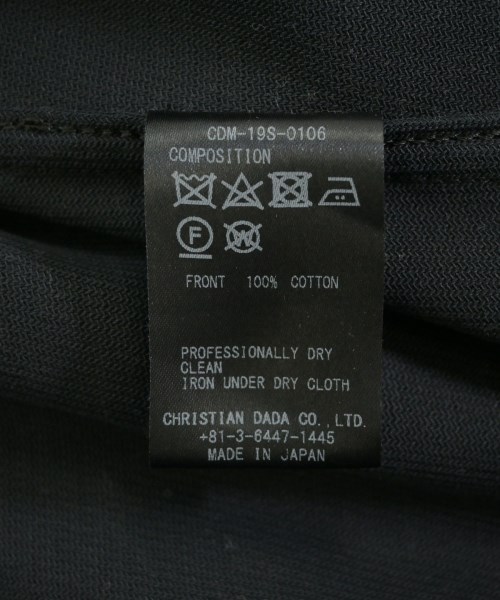 CDM-19S-0106
COMPOSITION
F W
FRONT 100% COTTON
PROFESSIONALLY DRY
CLEAN
IRON UNDER DRY CLOTH
CHRISTIAN DADA CO.,LTD.
+81-3-6447-1445
MADE IN JAPAN